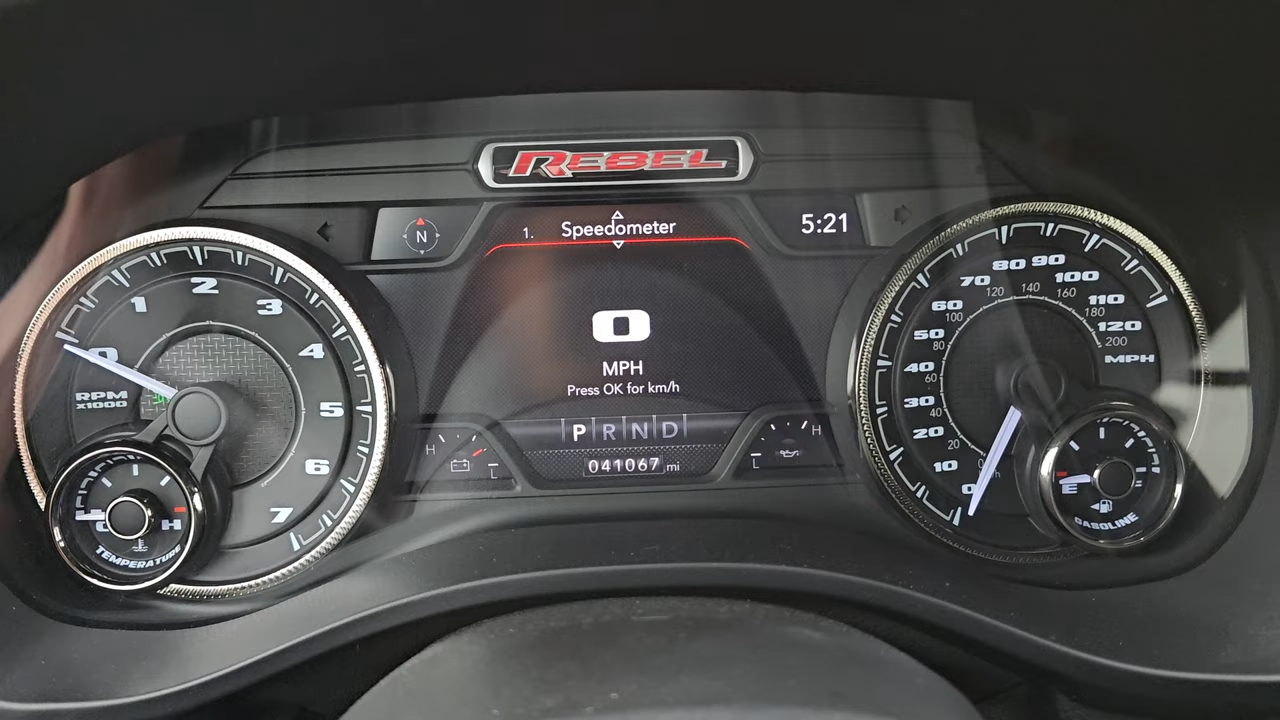 REBEL
N
1. Speedometer
5:21
0
MPH
Press OK for km/h
P R N D
041067 mi
H
L
H
L
0
1
2
3
4
5
6
7
RPM
x1000
C
H
TEMPERATURE
0
10
20
30
40
50
60
70
80
90
100
110
120
MPH
20
40
60
80
100
120
140
160
180
200
E
GASOLINE